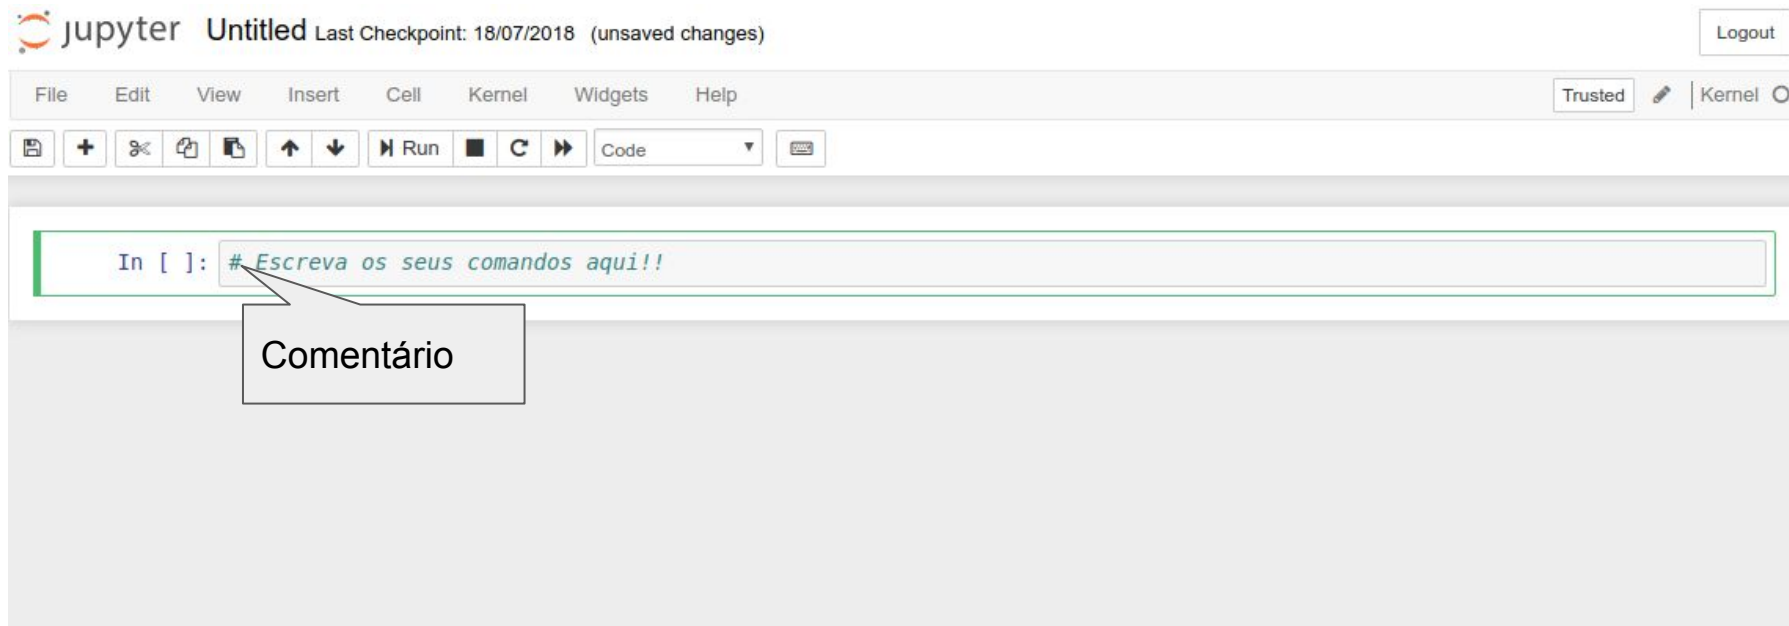 jupyter Untitled Last Checkpoint: 18/07/2018 (unsaved changes) Logout
File Edit View Insert Cell Kernel Widgets Help Trusted Kernel
Run Code
In [ ]: # Escreva os seus comandos aqui!!
Comentário